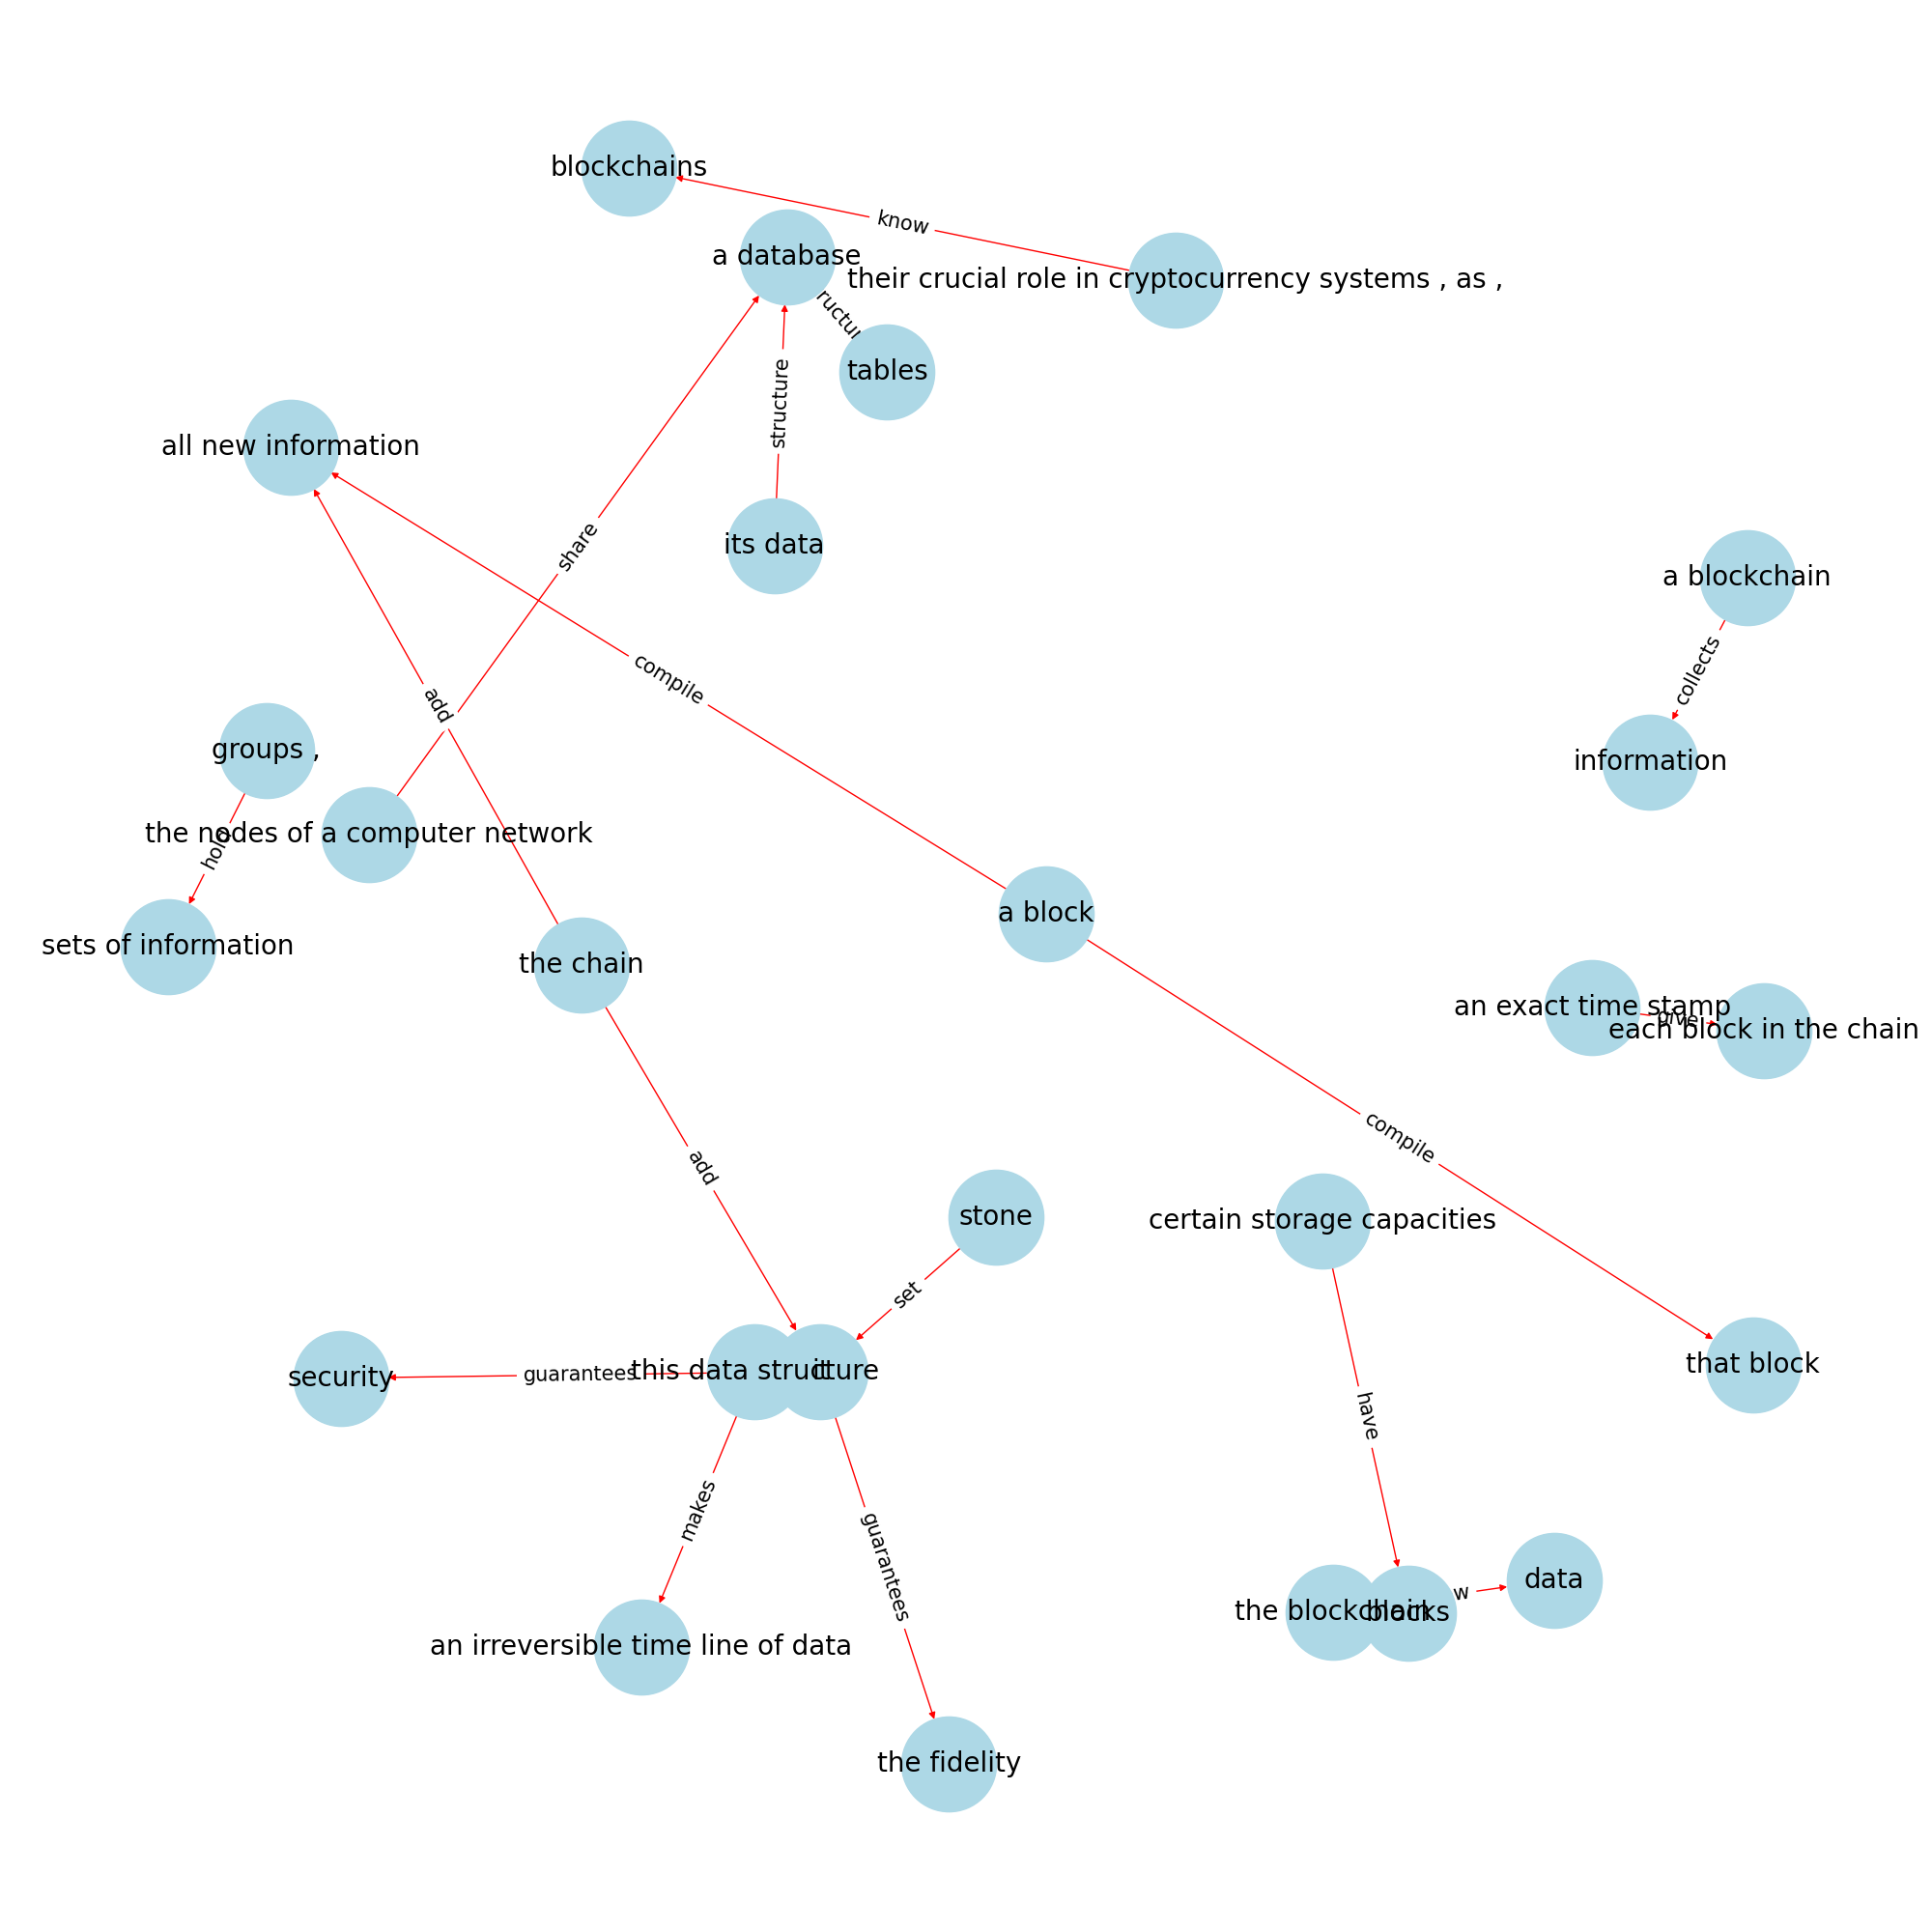 blockchains
know
a database
their crucial role in cryptocurrency systems , as ,
tables
structure
all new information
share
its data
a blockchain
compile
collects
add
groups ,
information
the nodes of a computer network
hold
a block
sets of information
the chain
an exact time stamp
give
each block in the chain
compile
add
stone
certain storage capacities
set
that block
security
guarantees
this data structure
it
have
makes
guarantees
data
the blockchain
blocks
an irreversible time line of data
the fidelity